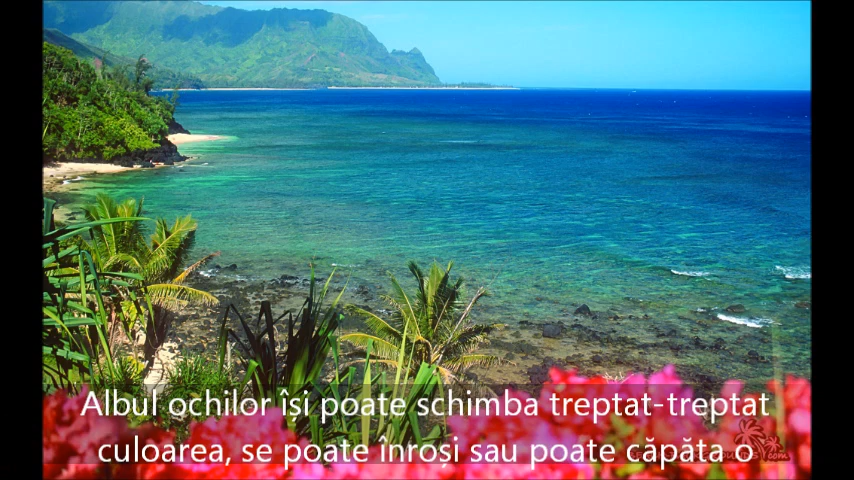 Albul ochilor își poate schimba treptat-treptat
culoarea, se poate înroși sau poate căpăta o